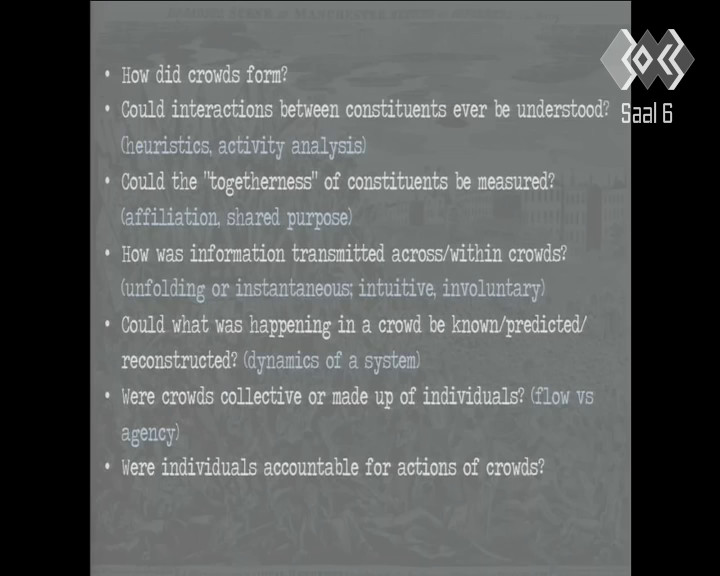 • How did crowds form?
• Could interactions between constituents ever be understood?
(heuristics, activity analysis)
• Could the "togetherness" of constituents be measured?
(affiliation, shared purpose)
• How was information transmitted across/within crowds?
(unfolding or instantaneous; intuitive, involuntary)
• Could what was happening in a crowd be known/predicted/
reconstructed? (dynamics of a system)
• Were crowds collective or made up of individuals? (flow vs
agency)
• Were individuals accountable for actions of crowds?
Saal 6